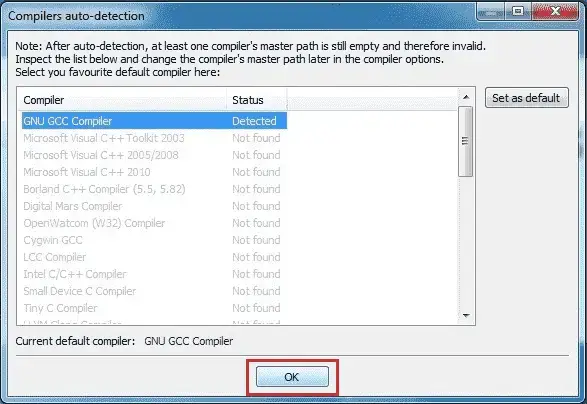 Compilers auto-detection
Note: After auto-detection, at least one compiler's master path is still empty and therefore invalid.
Inspect the list below and change the compiler's master path later in the compiler options.
Select you favourite default compiler here:
Compiler Status
Set as default
GNU GCC Compiler Detected
Microsoft Visual C++ Toolkit 2003 Not found
Microsoft Visual C++ 2005/2008 Not found
Microsoft Visual C++ 2010 Not found
Borland C++ Compiler (5.5, 5.82) Not found
Digital Mars Compiler Not found
OpenWatcom (W32) Compiler Not found
Cygwin GCC Not found
LCC Compiler Not found
Intel C/C++ Compiler Not found
Small Device C Compiler Not found
Tiny C Compiler Not found
LLVM Clang Compiler Not found
Current default compiler: GNU GCC Compiler
OK